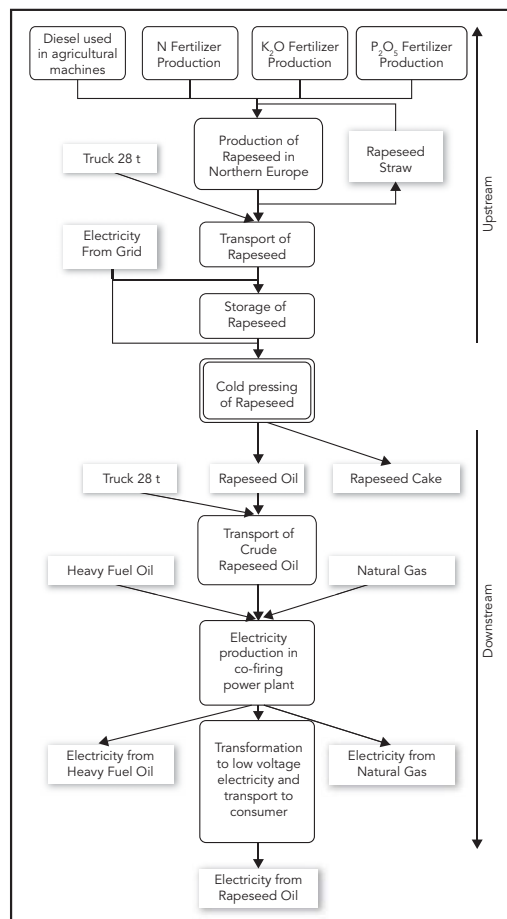 Diesel used
in agricultural
machines
N Fertilizer
Production
K₂O Fertilizer
Production
P₂O₅ Fertilizer
Production
Production of
Rapeseed in
Northern Europe
Rapeseed
Straw
Truck 28 t
Upstream
Electricity
From Grid
Transport of
Rapeseed
Storage of
Rapeseed
Cold pressing
of Rapeseed
Truck 28 t
Rapeseed Oil
Rapeseed Cake
Transport of
Crude
Rapeseed Oil
Heavy Fuel Oil
Natural Gas
Downstream
Electricity
production in
co-firing
power plant
Electricity from
Heavy Fuel Oil
Transformation
to low voltage
electricity and
transport to
consumer
Electricity from
Natural Gas
Electricity from
Rapeseed Oil